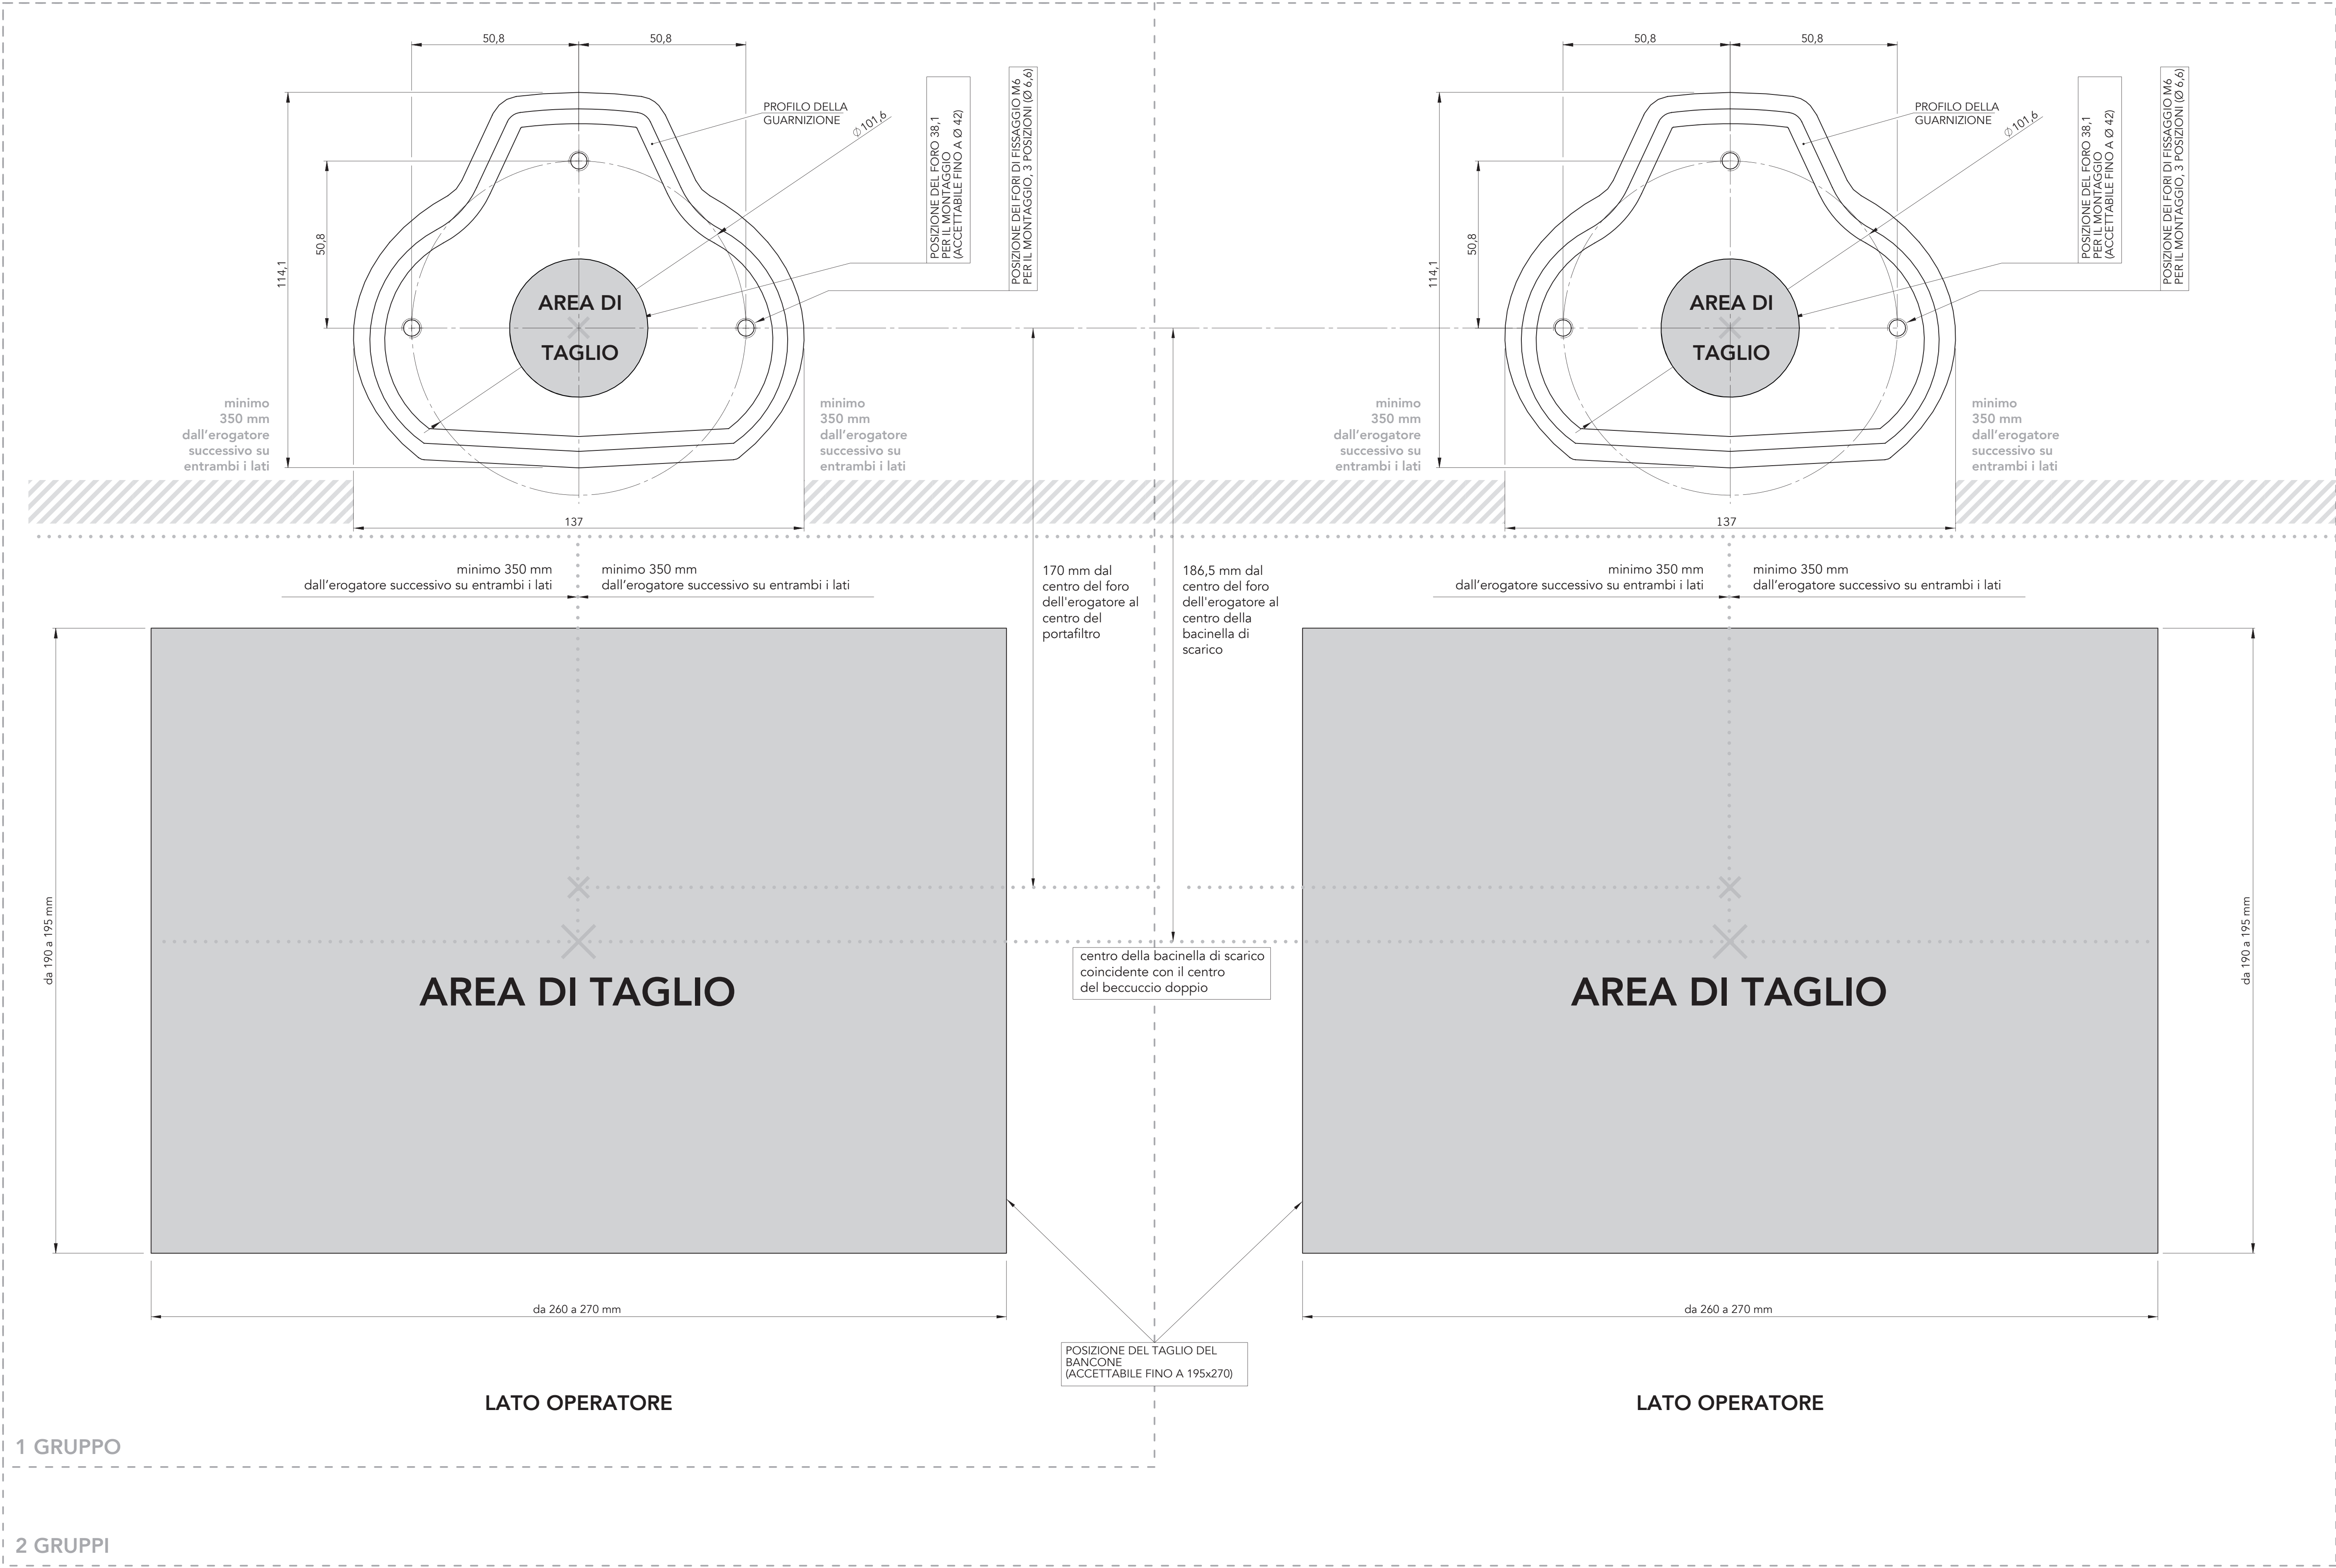 50,8
50,8
PROFILO DELLA
GUARNIZIONE
Ø101,6
POSIZIONE DEL FORO 38,1
PER IL MONTAGGIO
(ACCETTABILE FINO A Ø 42)
POSIZIONE DEI FORI DI FISSAGGIO M6
PER IL MONTAGGIO, 3 POSIZIONI (Ø 6,6)
114,1
50,8
AREA DI
TAGLIO
minimo
350 mm
dall’erogatore
successivo su
entrambi i lati
minimo
350 mm
dall’erogatore
successivo su
entrambi i lati
137
50,8
50,8
PROFILO DELLA
GUARNIZIONE
Ø101,6
POSIZIONE DEL FORO 38,1
PER IL MONTAGGIO
(ACCETTABILE FINO A Ø 42)
POSIZIONE DEI FORI DI FISSAGGIO M6
PER IL MONTAGGIO, 3 POSIZIONI (Ø 6,6)
114,1
50,8
AREA DI
TAGLIO
minimo
350 mm
dall’erogatore
successivo su
entrambi i lati
minimo
350 mm
dall’erogatore
successivo su
entrambi i lati
137
minimo 350 mm
dall’erogatore successivo su entrambi i lati
minimo 350 mm
dall’erogatore successivo su entrambi i lati
170 mm dal
centro del foro
dell'erogatore al
centro del
portafiltro
186,5 mm dal
centro del foro
dell'erogatore al
centro della
bacinella di
scarico
minimo 350 mm
dall’erogatore successivo su entrambi i lati
minimo 350 mm
dall’erogatore successivo su entrambi i lati
da 190 a 195 mm
AREA DI TAGLIO
centro della bacinella di scarico
coincidente con il centro
del beccuccio doppio
AREA DI TAGLIO
da 190 a 195 mm
da 260 a 270 mm
da 260 a 270 mm
POSIZIONE DEL TAGLIO DEL
BANCONE
(ACCETTABILE FINO A 195x270)
LATO OPERATORE
LATO OPERATORE
1 GRUPPO
2 GRUPPI